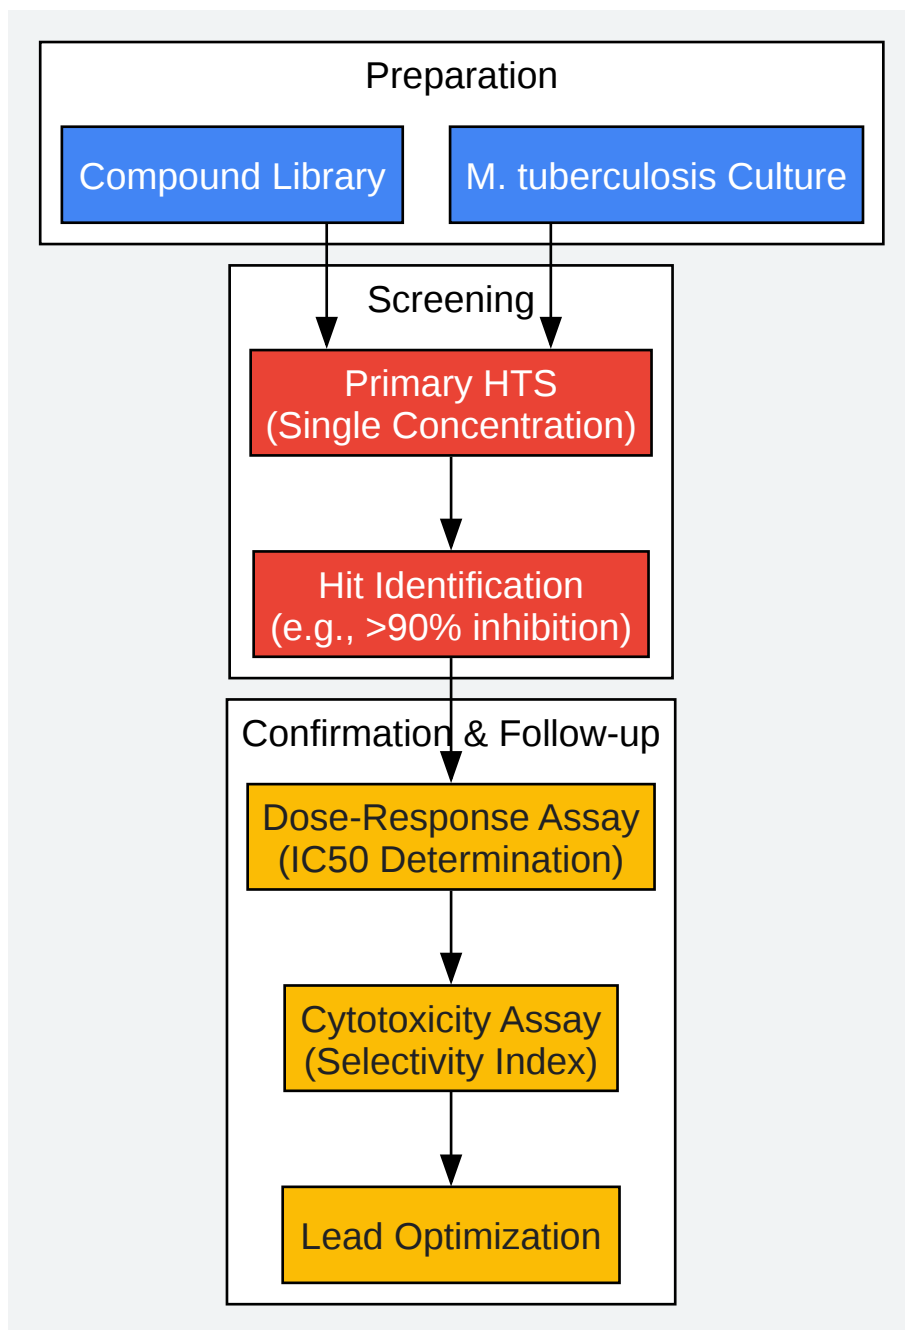 Preparation
Compound Library
M. tuberculosis Culture
Screening
Primary HTS
(Single Concentration)
Hit Identification
(e.g., >90% inhibition)
Confirmation & Follow-up
Dose-Response Assay
(IC50 Determination)
Cytotoxicity Assay
(Selectivity Index)
Lead Optimization